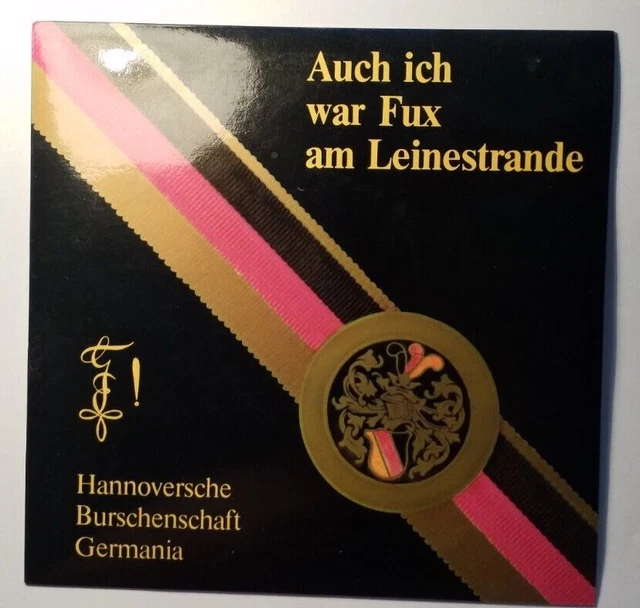 Auch ich
war Fux
am Leinestrande
!
Hannoversche
Burschenschaft
Germania